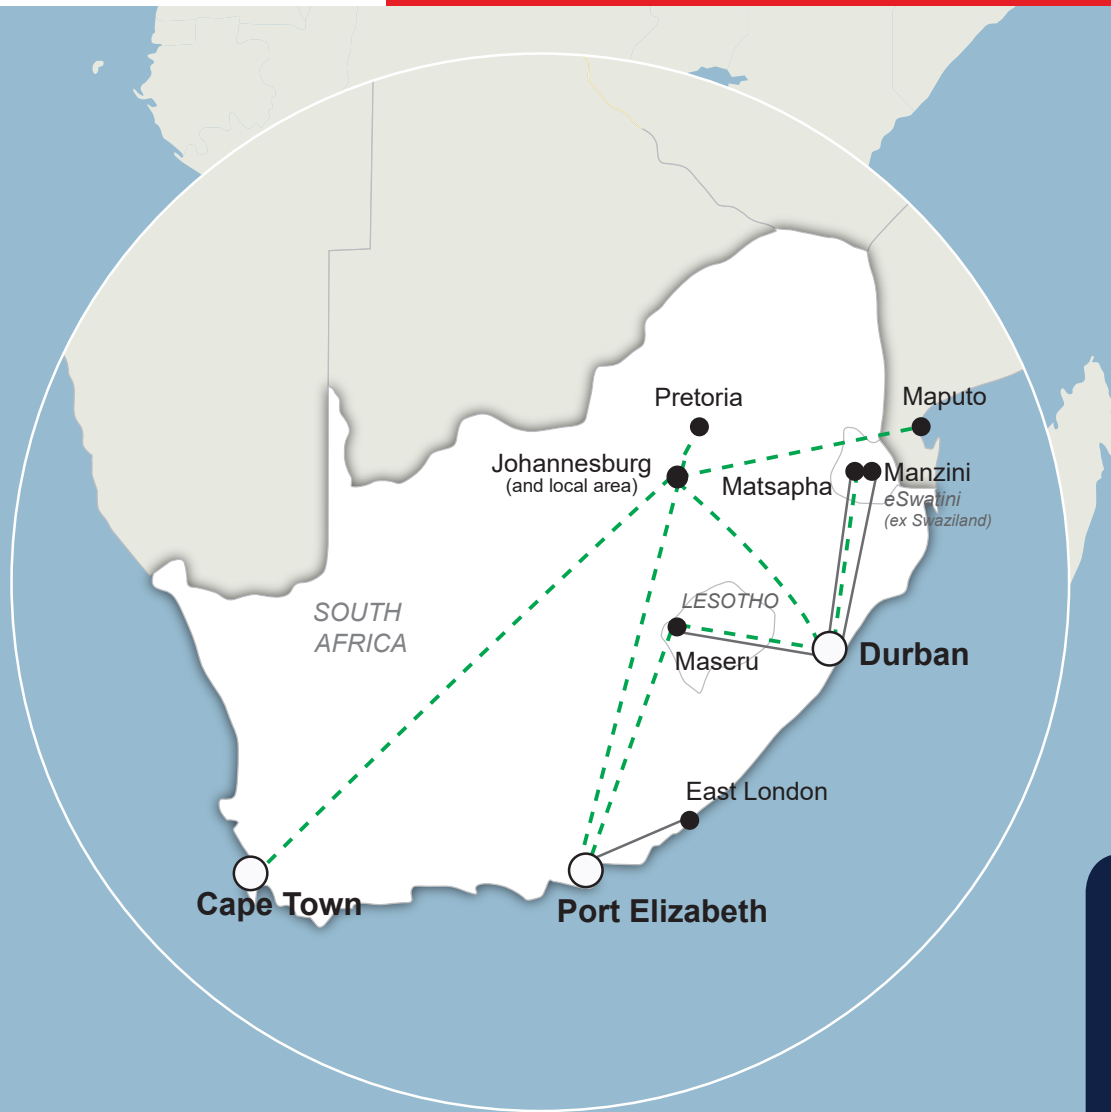 Pretoria
Maputo
Johannesburg
(and local area)
Matsapha
Manzini
eSwatini
(ex Swaziland)
SOUTH
AFRICA
LESOTHO
Maseru
Durban
East London
Cape Town
Port Elizabeth